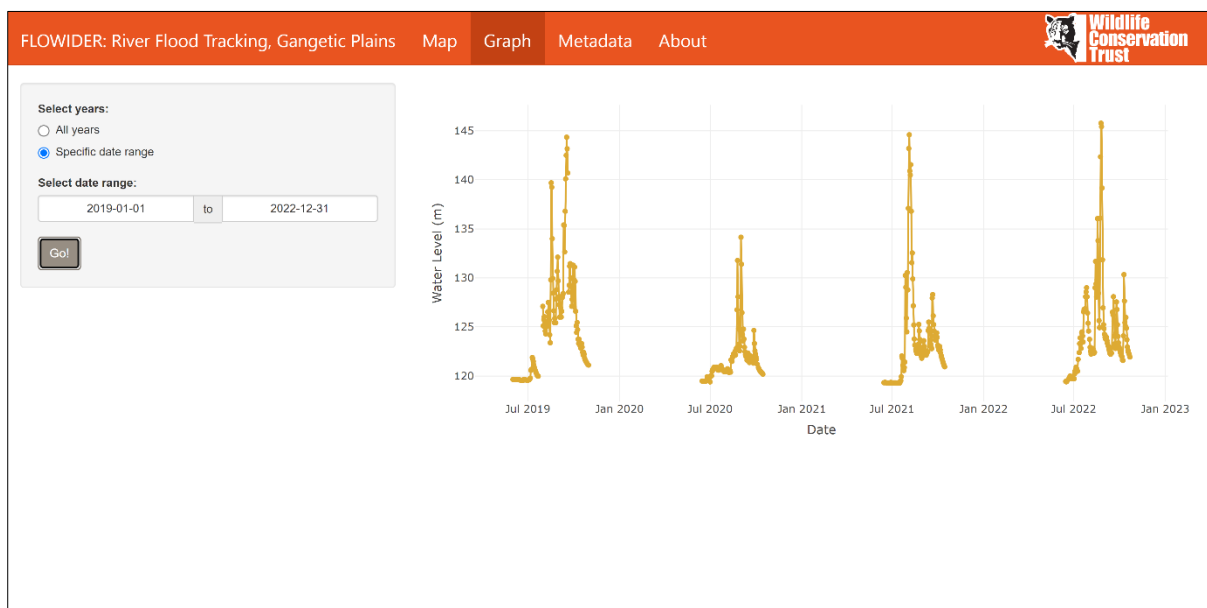 FLOWIDER: River Flood Tracking, Gangetic Plains Map Graph Metadata About
Wildlife
Conservation
Trust
Select years:
All years
Specific date range
Select date range:
2019-01-01 to 2022-12-31
Go!
Water Level (m)
145
140
135
130
125
120
Jul 2019 Jan 2020 Jul 2020 Jan 2021 Jul 2021 Jan 2022 Jul 2022 Jan 2023
Date